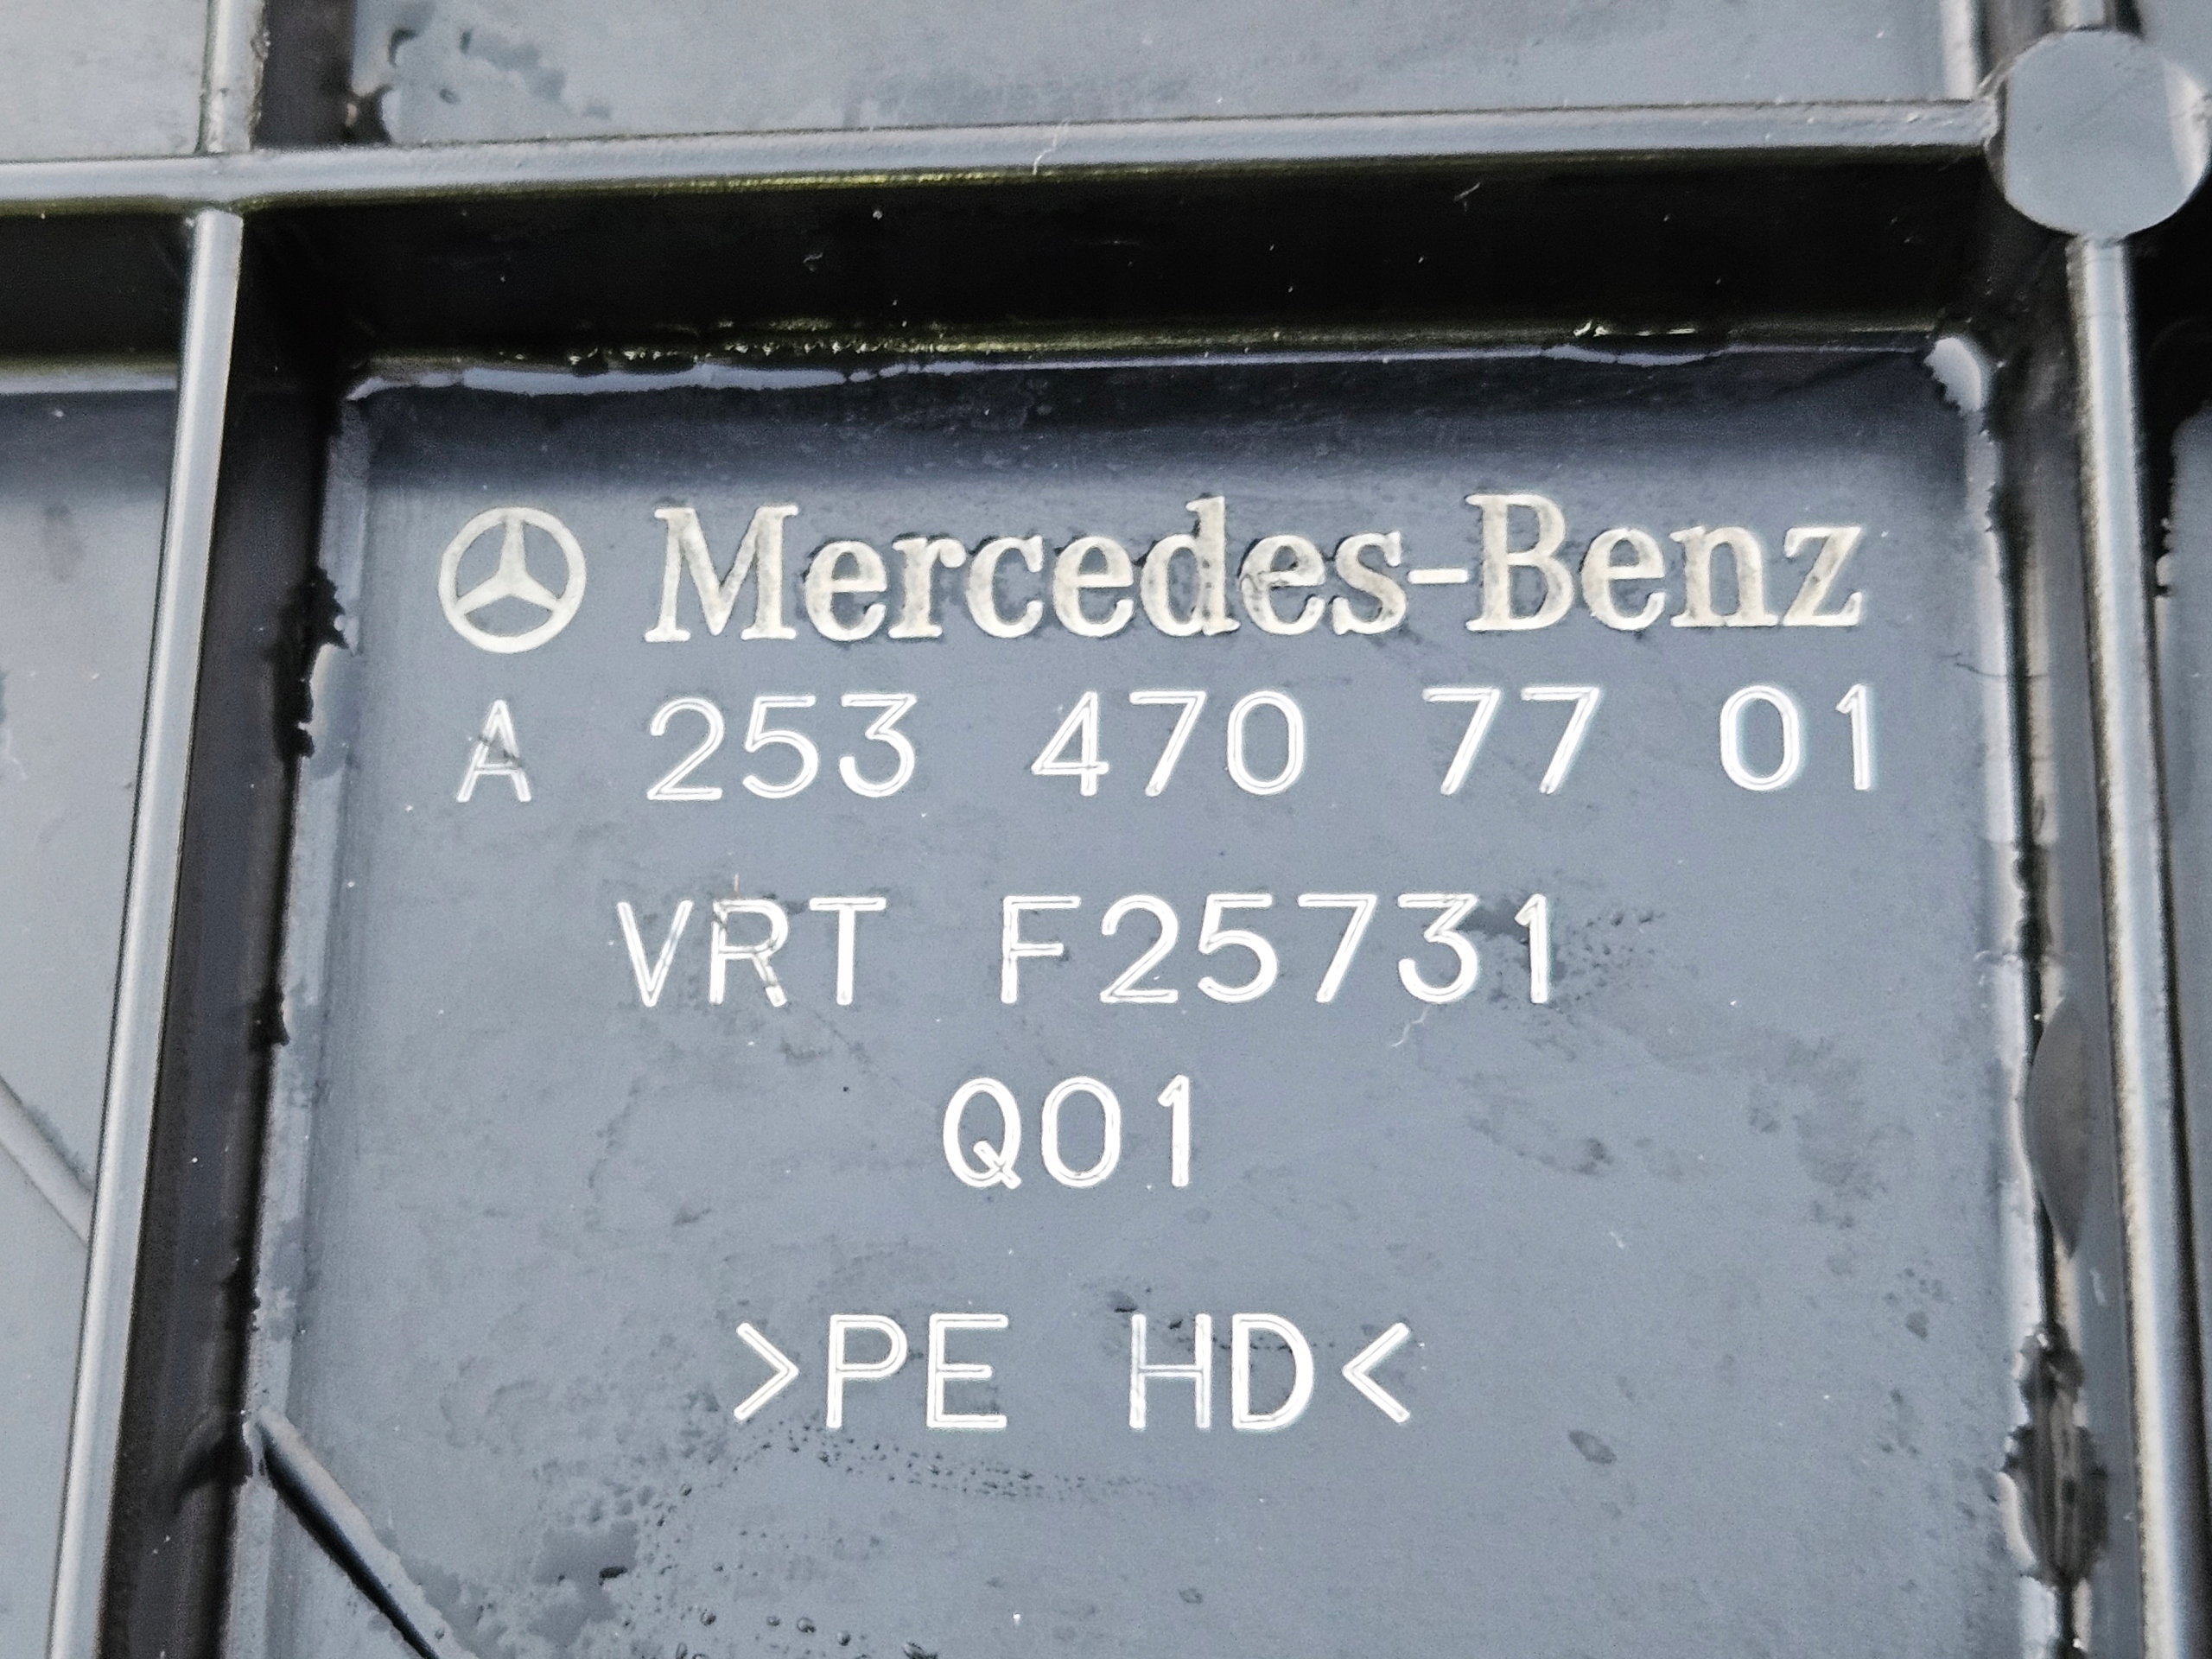 Mercedes-Benz
A 253 470 77 01
VRT F25731
Q01
>PE HD<